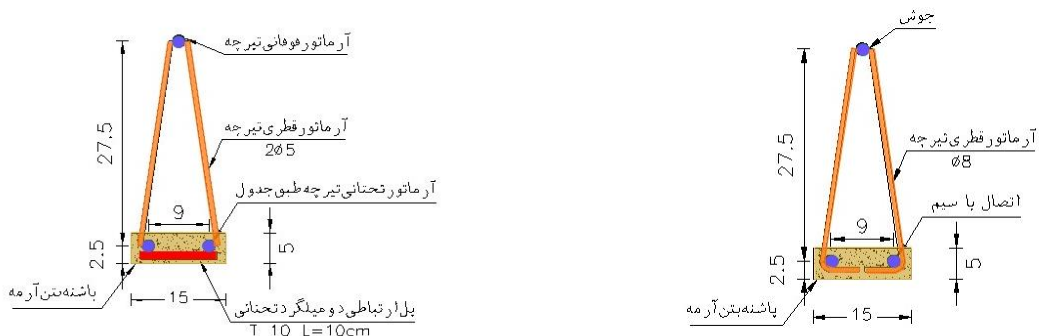 آرماتور فوقانی تیرچه
27.5
آرماتور قطری تیرچه
2ø5
آرماتور تحتانی تیرچه طبق جدول
9
2.5
5
پاشنه بتن آرمه
15
پل ارتباطی دو میلگرد تحتانی
T 10 L=10cm
جوش
27.5
آرماتور قطری تیرچه
ø8
اتصال با سیم
9
2.5
5
پاشنه بتن آرمه
15